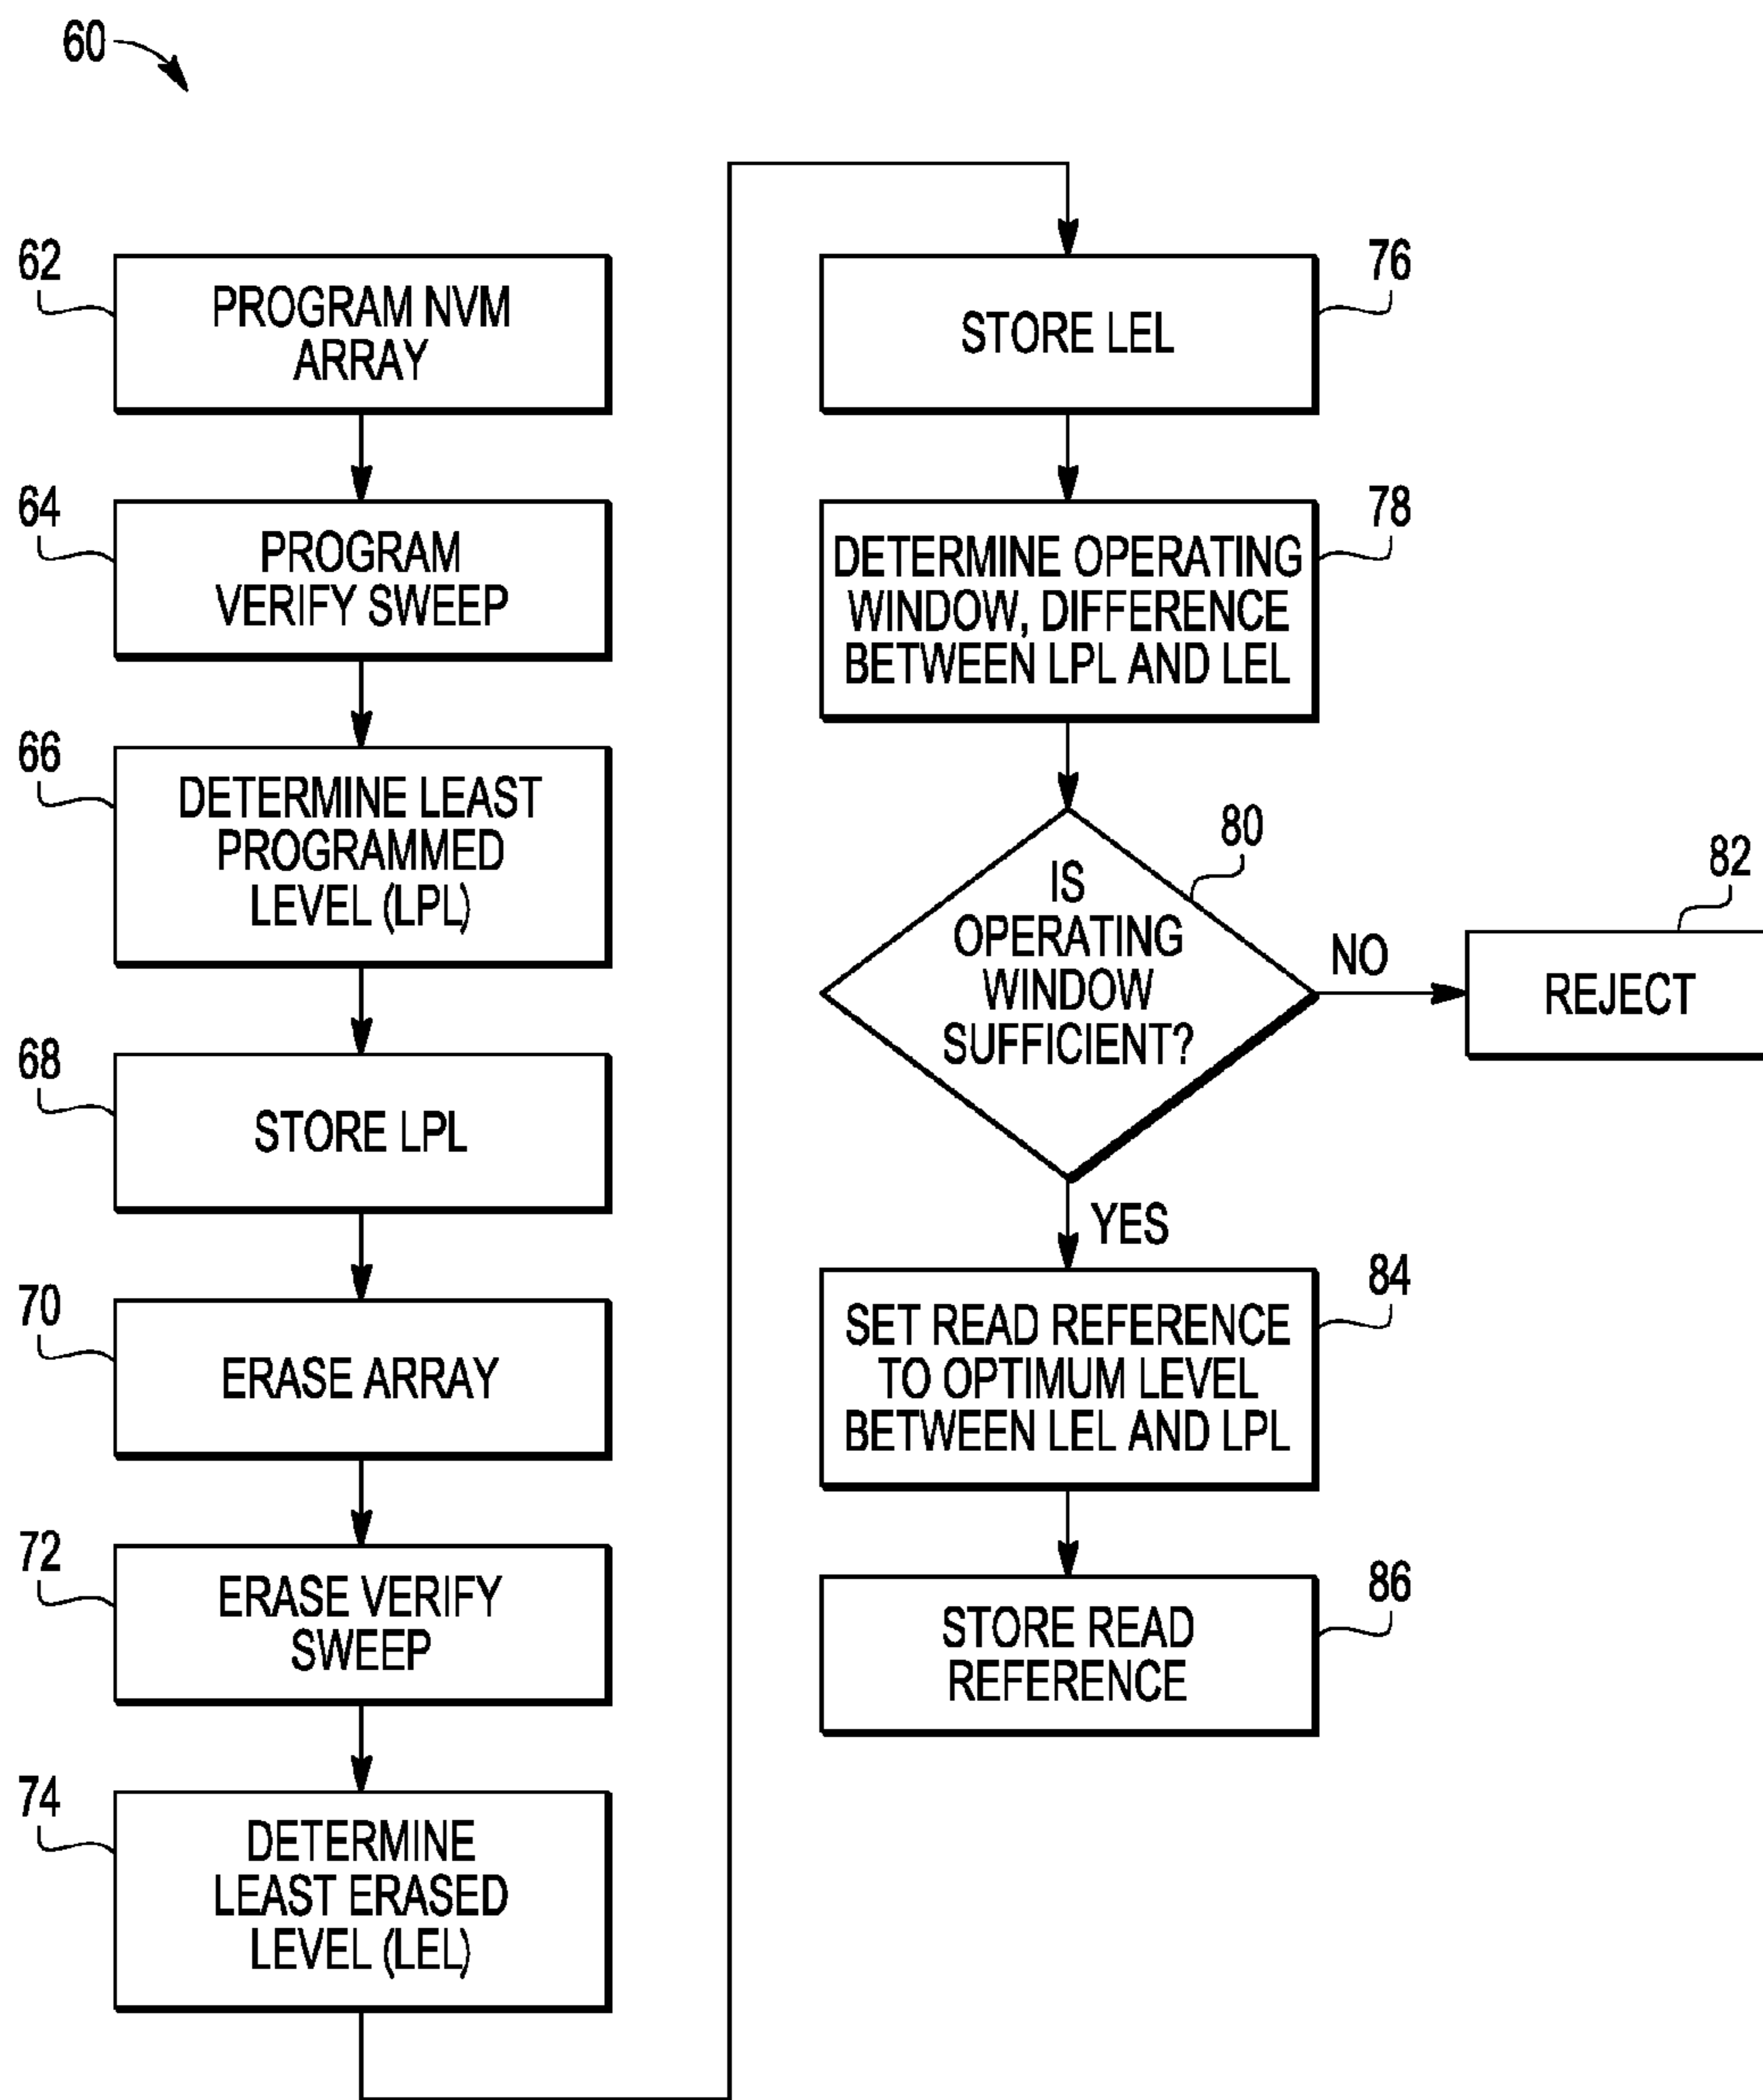 60
62
PROGRAM NVM
ARRAY
64
PROGRAM
VERIFY SWEEP
66
DETERMINE LEAST
PROGRAMMED
LEVEL (LPL)
68
STORE LPL
70
ERASE ARRAY
72
ERASE VERIFY
SWEEP
74
DETERMINE
LEAST ERASED
LEVEL (LEL)
76
STORE LEL
78
DETERMINE OPERATING
WINDOW, DIFFERENCE
BETWEEN LPL AND LEL
80
IS
OPERATING
WINDOW
SUFFICIENT?
NO
82
REJECT
YES
84
SET READ REFERENCE
TO OPTIMUM LEVEL
BETWEEN LEL AND LPL
86
STORE READ
REFERENCE